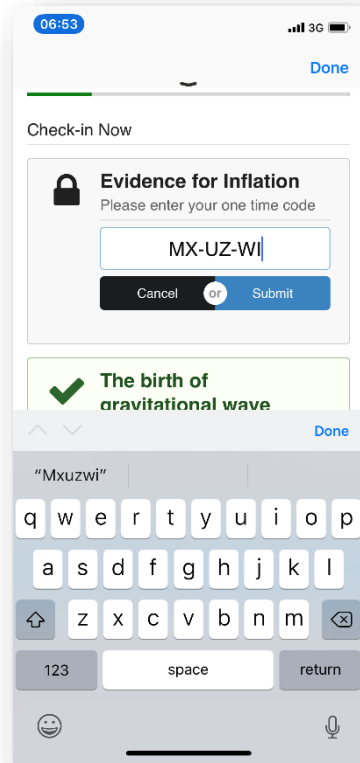 06:53
3G
Done
Check-in Now
Evidence for Inflation
Please enter your one time code
MX-UZ-WI
Cancel or Submit
The birth of
gravitational wave
Done
“Mxuzwi”
q w e r t y u i o p
a s d f g h j k l
z x c v b n m
123 space return